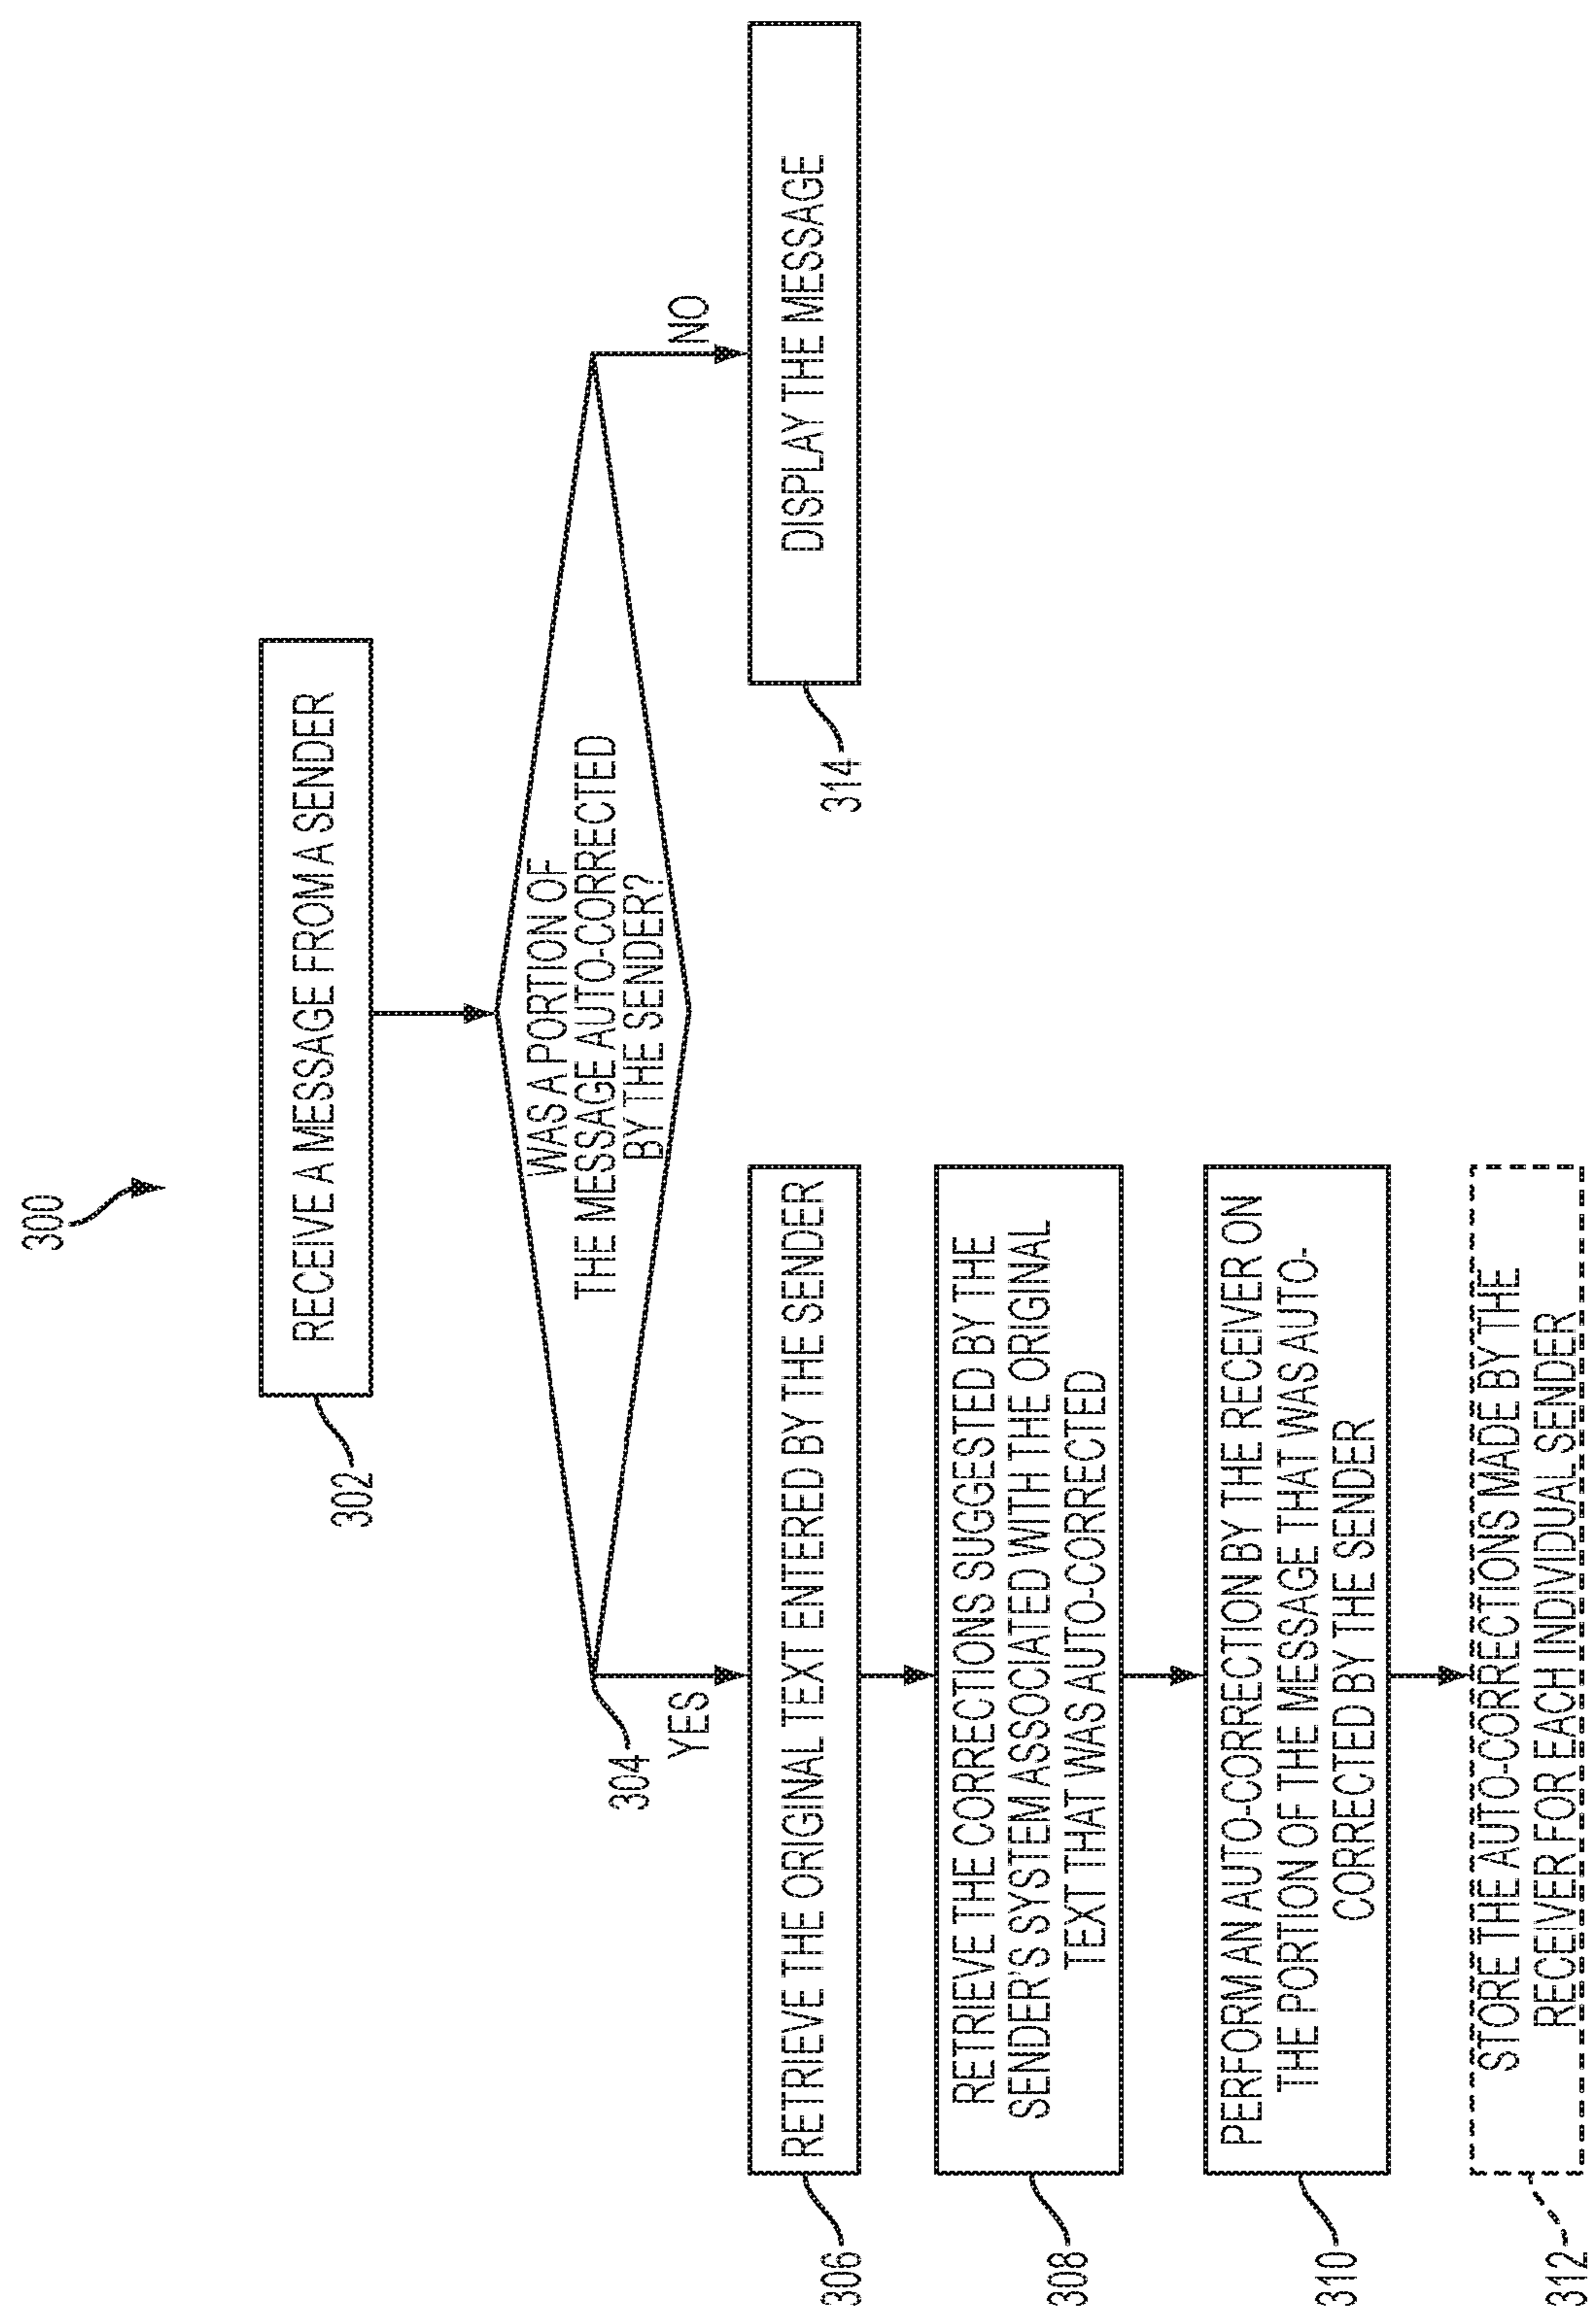 300
RECEIVE A MESSAGE FROM A SENDER
302
WAS A PORTION OF
THE MESSAGE AUTO-CORRECTED
BY THE SENDER?
304
YES
NO
RETRIEVE THE ORIGINAL TEXT ENTERED BY THE SENDER
306
DISPLAY THE MESSAGE
314
RETRIEVE THE CORRECTIONS SUGGESTED BY THE
SENDER'S SYSTEM ASSOCIATED WITH THE ORIGINAL
TEXT THAT WAS AUTO-CORRECTED
308
PERFORM AN AUTO-CORRECTION BY THE RECEIVER ON
THE PORTION OF THE MESSAGE THAT WAS AUTO-
CORRECTED BY THE SENDER
310
STORE THE AUTO-CORRECTIONS MADE BY THE
RECEIVER FOR EACH INDIVIDUAL SENDER
312